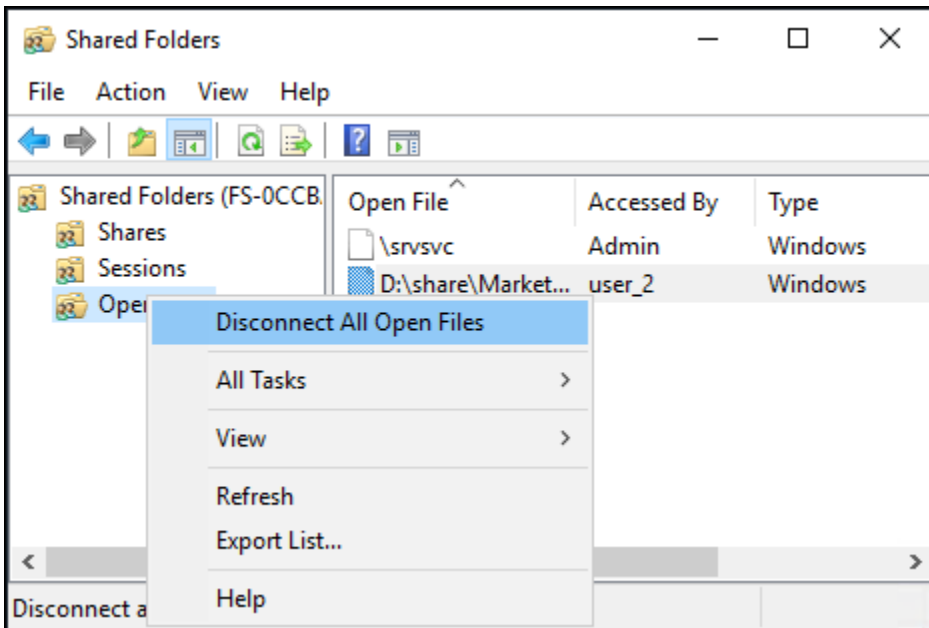 Shared Folders
File Action View Help
Shared Folders (FS-0CCB.
Shares
Sessions
Open File Accessed By Type
\srvsvc Admin Windows
D:\share\Market... user_2 Windows
Disconnect All Open Files
All Tasks
View
Refresh
Export List...
Help
Disconnect a